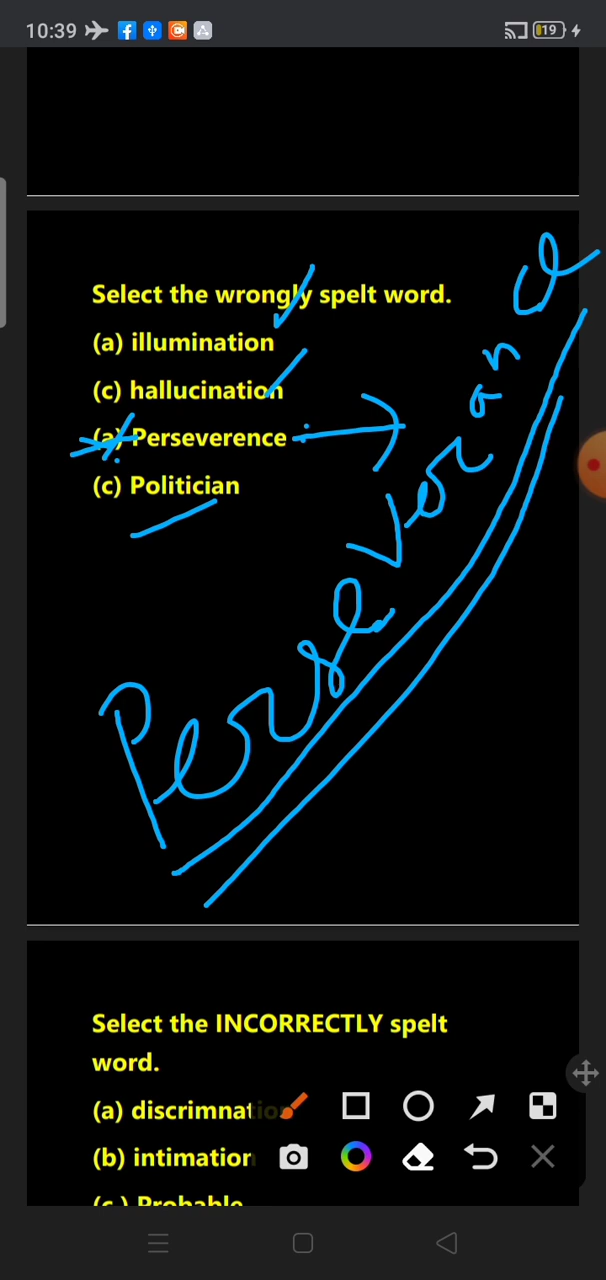 10:39
19
Select the wrongly spelt word.
(a) illumination
(c) hallucination
(a) Perseverence
(c) Politician
Perseverance
Select the INCORRECTLY spelt
word.
(a) discrimnatio
(b) intimation
(c) Probable